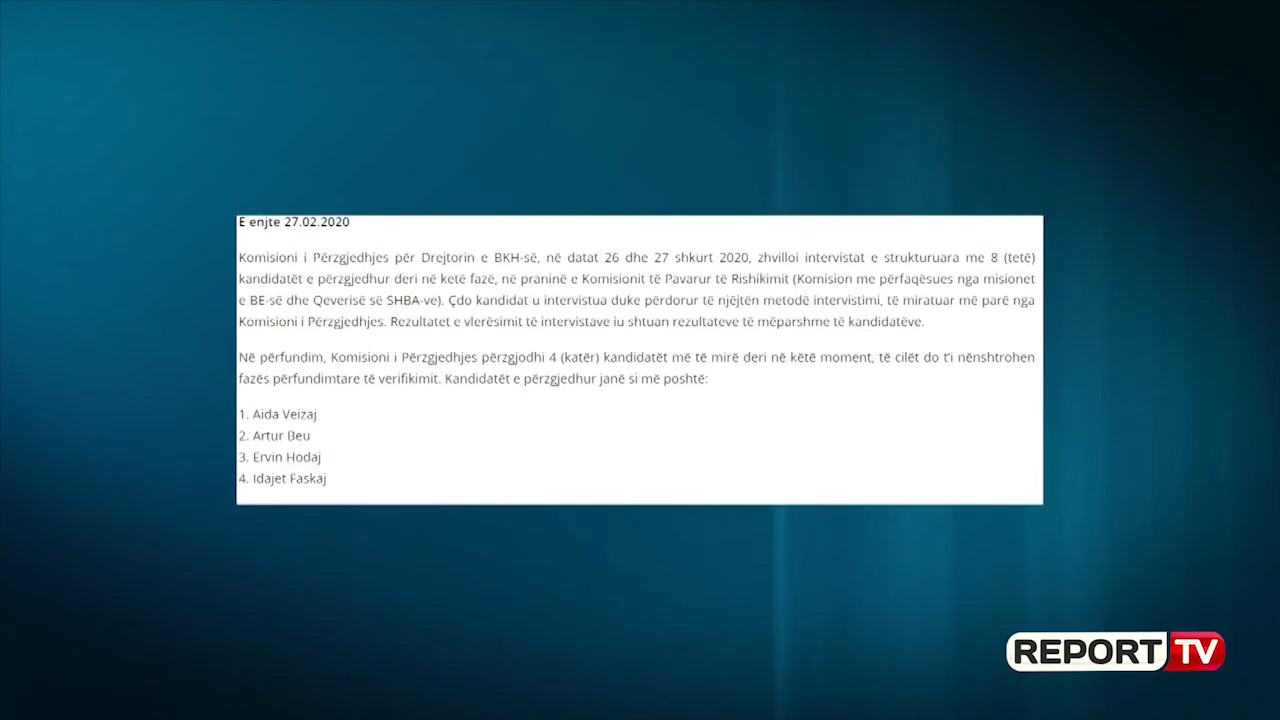 E enjte 27.02.2020
Komisioni i Përzgjedhjes për Drejtorin e BKH-së, në datat 26 dhe 27 shkurt 2020, zhvilloi intervistat e strukturuara me 8 (tetë)
kandidatët e përzgjedhur deri në ketë fazë, në praninë e Komisionit të Pavarur të Rishikimit (Komision me përfaqësues nga misionet
e BE-së dhe Qeverisë së SHBA-ve). Çdo kandidat u intervistua duke përdorur të njëjtën metodë intervistimi, të miratuar më parë nga
Komisioni i Përzgjedhjes. Rezultatet e vlerësimit të intervistave iu shtuan rezultateve të mëparshme të kandidatëve.
Në përfundim, Komisioni i Përzgjedhjes përzgjodhi 4 (katër) kandidatët më të mirë deri në këtë moment, të cilët do t'i nënshtrohen
fazës përfundimtare të verifikimit. Kandidatët e përzgjedhur janë si më poshtë:
1. Aida Veizaj
2. Artur Beu
3. Ervin Hodaj
4. Idajet Faskaj
REPORT TV